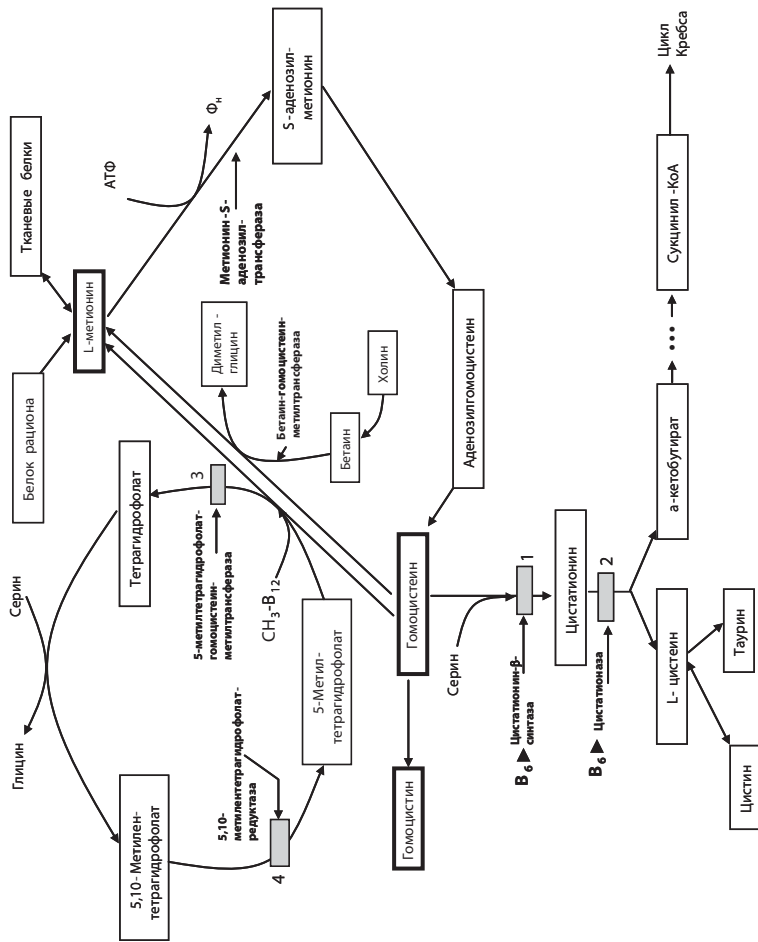 Глицин
Серин
Белок рациона
Тканевые белки
5,10- Метилен-
тетрагидрофолат
Тетрагидрофолат
L-метионин
АТФ
Фн
3
5-метилтетрагидрофолат-
гомоцистеин-
метилтрансфераза
Диметил-
глицин
Метионин -S-
аденозил-
трансфераза
5,10-
метилентетрагидрофолат-
редуктаза
4
CH3-B12
Бетаин-гомоцистеин-
метилтрансфераза
S-аденозил-
метионин
5-Метил-
тетрагидрофолат
Бетаин
Холин
Гомоцистин
Гомоцистеин
Аденозилгомоцистеин
Серин
B6
Цистатионин-β-
синтаза
1
Цистатионин
B6
Цистатионаза
2
L- цистеин
а-кетобутират
...
Сукцинил -КоА
Цикл
Кребса
Цистин
Таурин